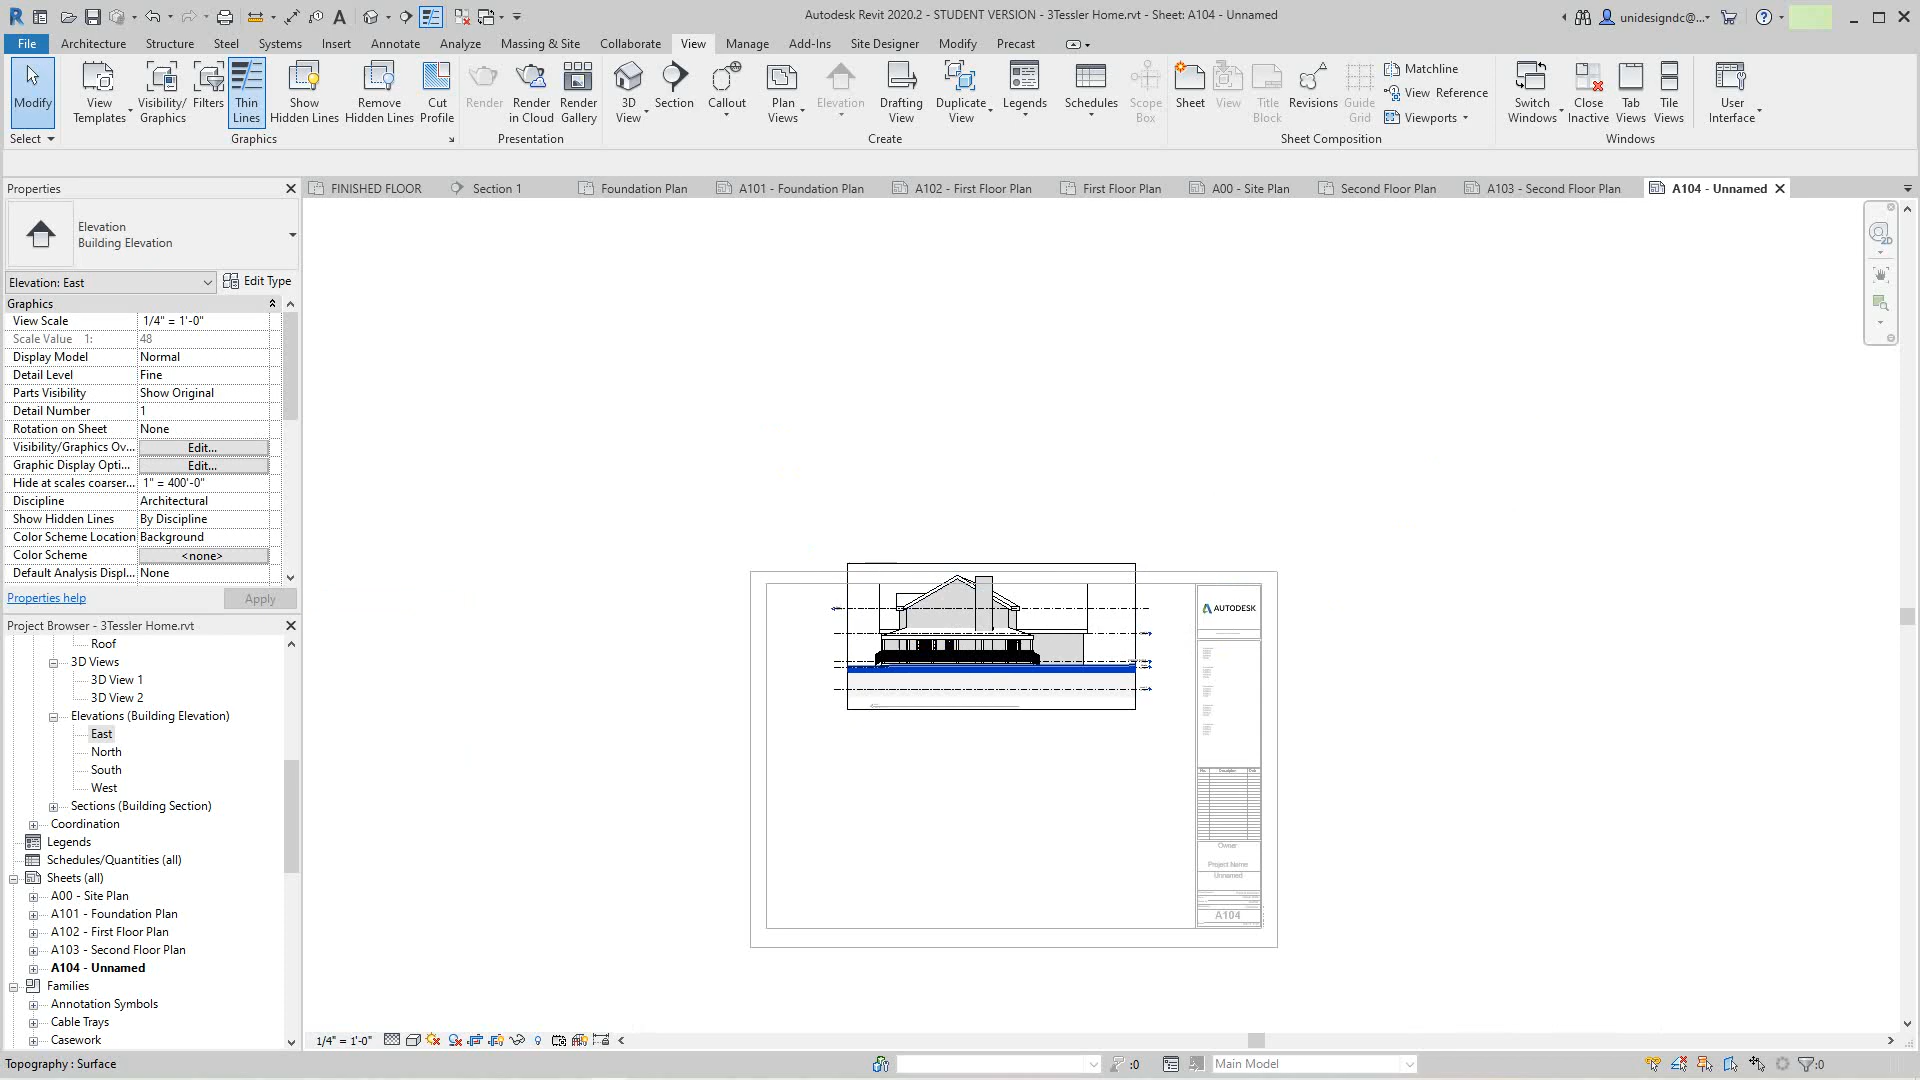 Autodesk Revit 2020.2 - STUDENT VERSION - 3Tessler Home.rvt - Sheet: A104 - Unnamed
unidesigndc@...
File Architecture Structure Steel Systems Insert Annotate Analyze Massing & Site Collaborate View Manage Add-Ins Site Designer Modify Precast
Modify
View Templates
Visibility/ Graphics
Filters
Thin Lines
Show Hidden Lines
Remove Hidden Lines
Cut Profile
Render
Render in Cloud
Render Gallery
3D View
Section
Callout
Plan Views
Elevation
Drafting View
Duplicate View
Legends
Schedules
Scope Box
Sheet
View
Title Block
Revisions
Guide Grid
Matchline
View Reference
Viewports
Switch Windows
Close Inactive
Tab Views
Tile Views
User Interface
Select Graphics Presentation Create Sheet Composition Windows
Properties
FINISHED FLOOR Section 1 Foundation Plan A101 - Foundation Plan A102 - First Floor Plan First Floor Plan A00 - Site Plan Second Floor Plan A103 - Second Floor Plan A104 - Unnamed
Elevation
Building Elevation
Elevation: East Edit Type
Graphics
View Scale 1/4" = 1'-0"
Scale Value 1: 48
Display Model Normal
Detail Level Fine
Parts Visibility Show Original
Detail Number 1
Rotation on Sheet None
Visibility/Graphics Ov... Edit...
Graphic Display Opti... Edit...
Hide at scales coarser... 1" = 400'-0"
Discipline Architectural
Show Hidden Lines By Discipline
Color Scheme Location Background
Color Scheme <none>
Default Analysis Displ... None
Properties help Apply
Project Browser - 3Tessler Home.rvt
Roof
3D Views
3D View 1
3D View 2
Elevations (Building Elevation)
East
North
South
West
Sections (Building Section)
Coordination
Legends
Schedules/Quantities (all)
Sheets (all)
A00 - Site Plan
A101 - Foundation Plan
A102 - First Floor Plan
A103 - Second Floor Plan
A104 - Unnamed
Families
Annotation Symbols
Cable Trays
Casework
2D
AUTODESK
No. Description Date
Owner
Project Name
Unnamed
A104
1/4" = 1'-0"
Topography : Surface
:0
Main Model
:0